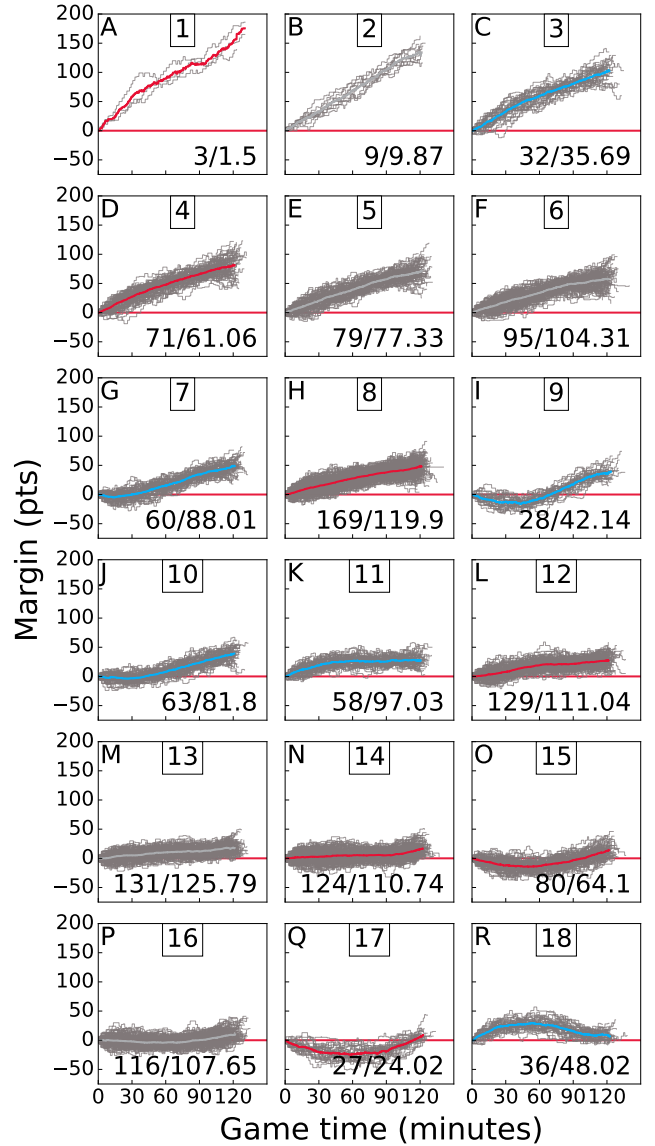 Margin (pts)
200
150
100
50
0
−50
A 1
3/1.5
B 2
9/9.87
C 3
32/35.69
200
150
100
50
0
−50
D 4
71/61.06
E 5
79/77.33
F 6
95/104.31
200
150
100
50
0
−50
G 7
60/88.01
H 8
169/119.9
I 9
28/42.14
200
150
100
50
0
−50
J 10
63/81.8
K 11
58/97.03
L 12
129/111.04
200
150
100
50
0
−50
M 13
131/125.79
N 14
124/110.74
O 15
80/64.1
200
150
100
50
0
−50
P 16
116/107.65
Q 17
27/24.02
R 18
36/48.02
0 30 60 90 120
0 30 60 90 120
0 30 60 90 120
Game time (minutes)